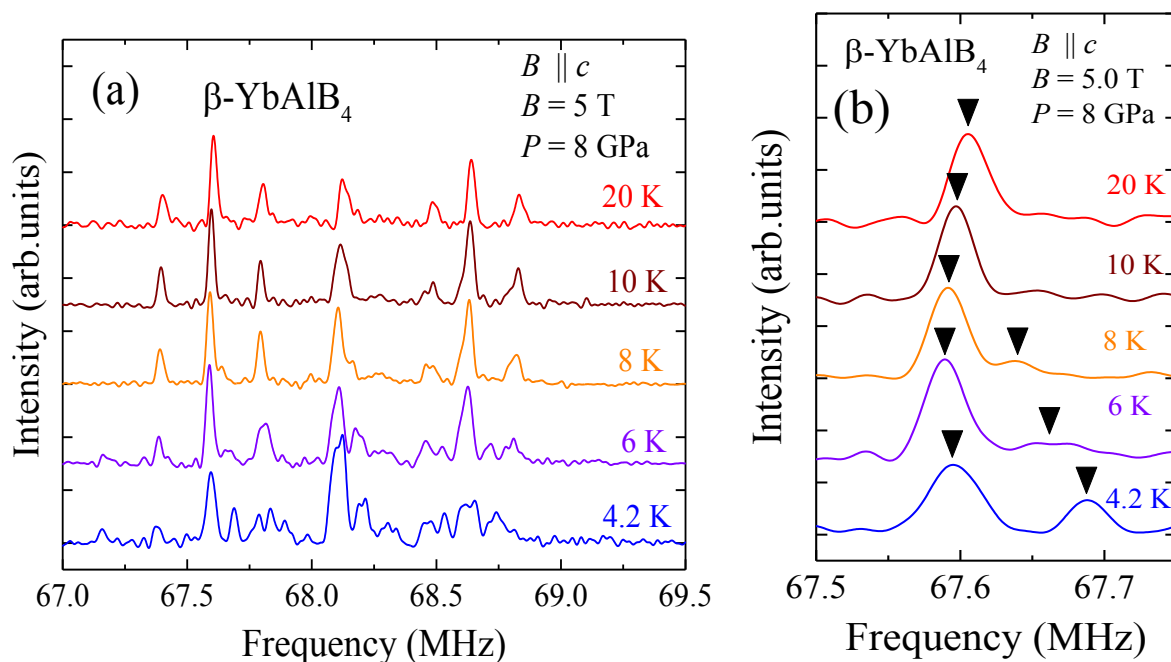 (a)
β-YbAlB4
B || c
B = 5 T
P = 8 GPa
20 K
10 K
8 K
6 K
4.2 K
Intensity (arb.units)
67.0 67.5 68.0 68.5 69.0 69.5
Frequency (MHz)
β-YbAlB4
(b)
B || c
B = 5.0 T
P = 8 GPa
20 K
10 K
8 K
6 K
4.2 K
Intensity (arb.units)
67.5 67.6 67.7
Frequency (MHz)